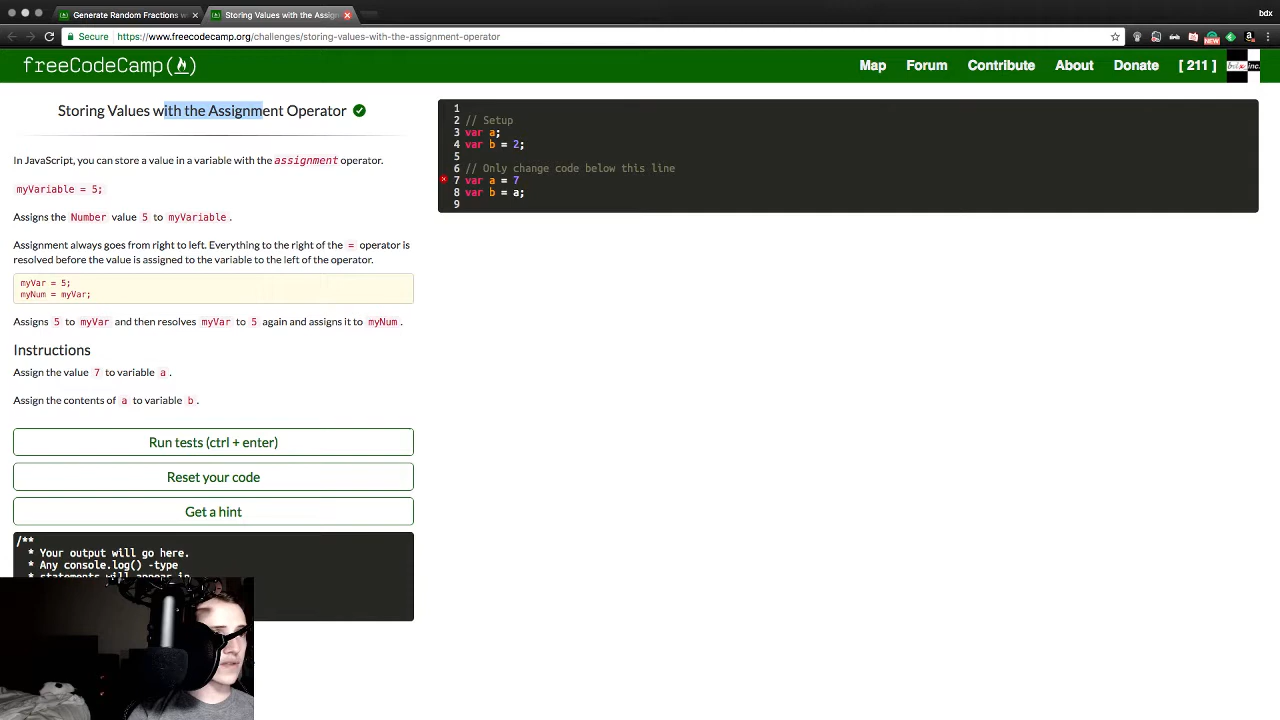 Generate Random Fractions w
Storing Values with the Assign
bdx
Secure https://www.freecodecamp.org/challenges/storing-values-with-the-assignment-operator
NEW
freeCodeCamp
Map Forum Contribute About Donate [ 211 ]
inc.
Storing Values with the Assignment Operator
In JavaScript, you can store a value in a variable with the assignment operator.
myVariable = 5;
Assigns the Number value 5 to myVariable.
Assignment always goes from right to left. Everything to the right of the = operator is
resolved before the value is assigned to the variable to the left of the operator.
myVar = 5;
myNum = myVar;
Assigns 5 to myVar and then resolves myVar to 5 again and assigns it to myNum.
Instructions
Assign the value 7 to variable a.
Assign the contents of a to variable b.
Run tests (ctrl + enter)
Reset your code
Get a hint
/**
* Your output will go here.
* Any console.log() -type
* statements will appear in
1
2 // Setup
3 var a;
4 var b = 2;
5
6 // Only change code below this line
7 var a = 7
8 var b = a;
9